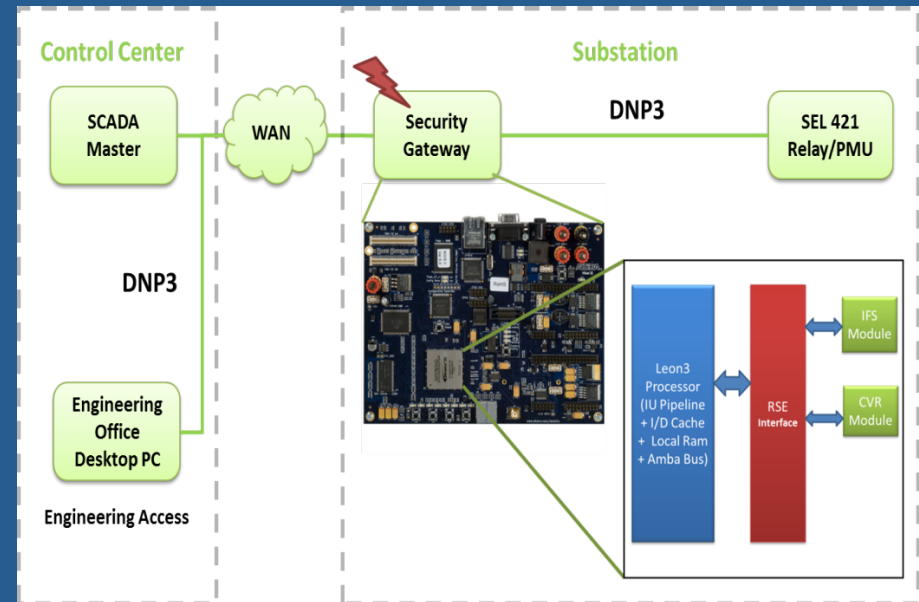 Control Center
Substation
SCADA
Master
WAN
Security
Gateway
DNP3
SEL 421
Relay/PMU
DNP3
Engineering
Office
Desktop PC
Engineering Access
Leon3
Processor
(IU Pipeline
+ I/D Cache
+ Local Ram
+ Amba Bus)
RSE
Interface
IFS
Module
CVR
Module